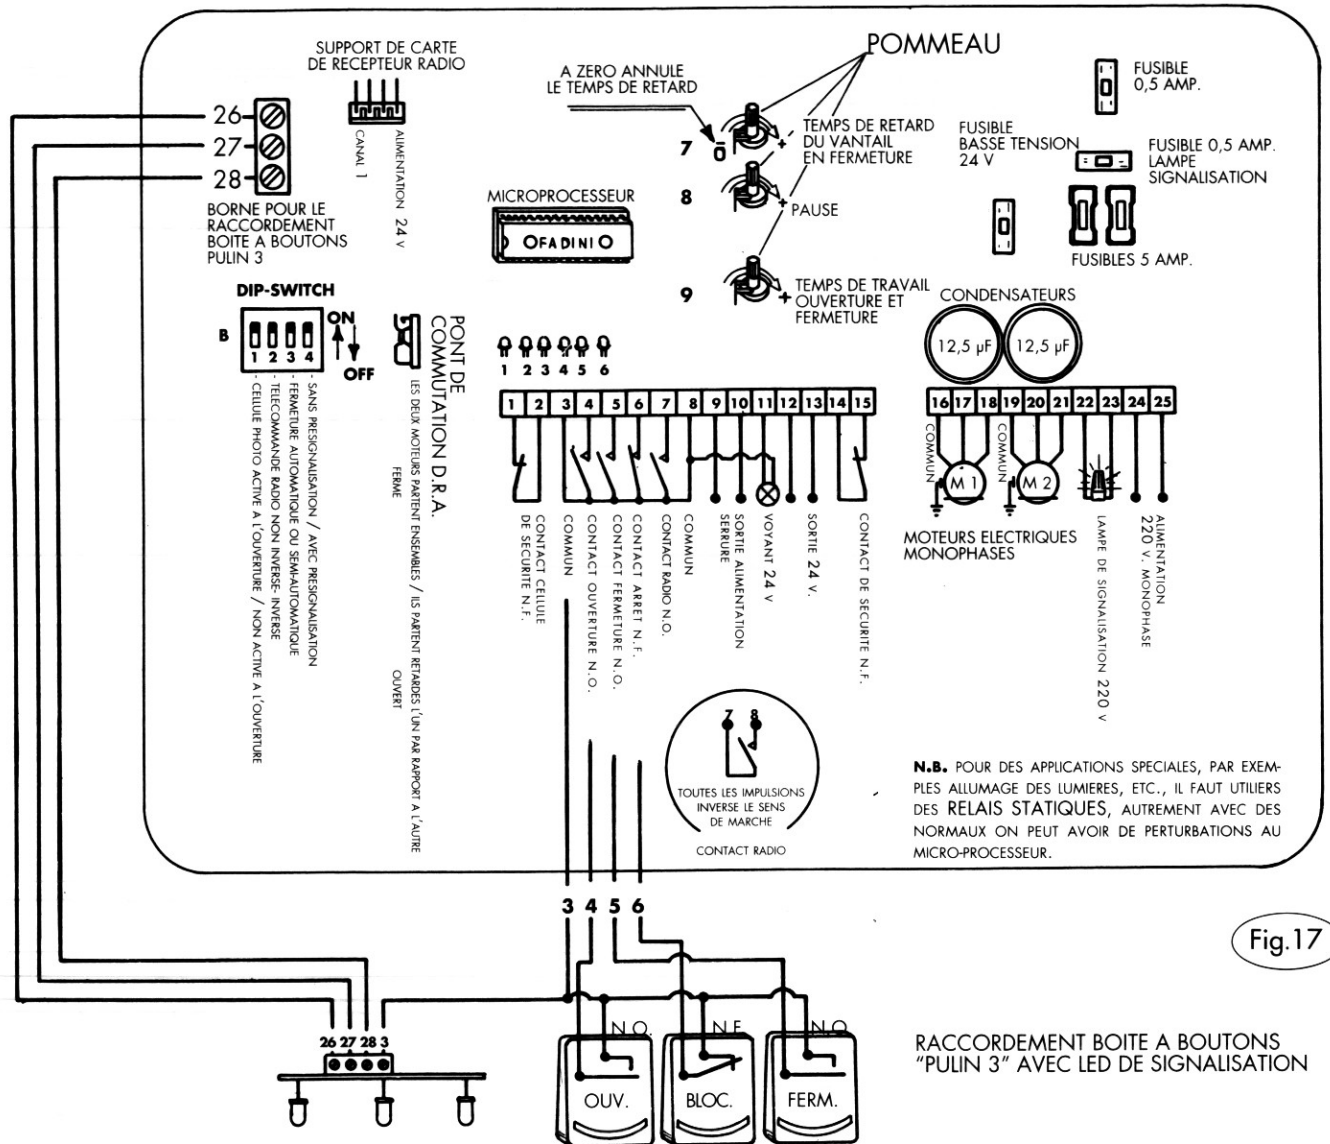 SUPPORT DE CARTE
DE RECEPTEUR RADIO
CANAL 1
ALIMENTATION 24 V
26
27
28
BORNE POUR LE
RACCORDEMENT
BOITE A BOUTONS
PULIN 3
A ZERO ANNULE
LE TEMPS DE RETARD
POMMEAU
7
0
- +
TEMPS DE RETARD
DU VANTAIL
EN FERMETURE
8
+ PAUSE
9
+ TEMPS DE TRAVAIL
OUVERTURE ET
FERMETURE
MICROPROCESSEUR
FADINI
FUSIBLE
0,5 AMP.
FUSIBLE
BASSE TENSION
24 V
FUSIBLE 0,5 AMP.
LAMPE
SIGNALISATION
FUSIBLES 5 AMP.
DIP-SWITCH
B
ON
OFF
1 2 3 4
- SANS PRESIGNALISATION / AVEC PRESIGNALISATION
- FERMETURE AUTOMATIQUE OU SEMI-AUTOMATIQUE
- TELECOMMANDE RADIO NON INVERSE- INVERSE
- CELLULE PHOTO ACTIVE A L'OUVERTURE / NON ACTIVE A L'OUVERTURE
PONT DE
COMMUTATION D.R.A.
LES DEUX MOTEURS PARTENT ENSEMBLES / ILS PARTENT RETARDES L'UN PAR RAPPORT A L'AUTRE
FERME
OUVERT
CONDENSATEURS
12,5 µF
12,5 µF
1 2 3 4 5 6
1 2 3 4 5 6 7 8 9 10 11 12 13 14 15
16 17 18 19 20 21 22 23 24 25
CONTACT CELLULE
DE SECURITE N.F.
COMMUN
CONTACT OUVERTURE N.O.
CONTACT FERMETURE N.O.
CONTACT ARRET N.F.
CONTACT RADIO N.O.
COMMUN
SORTIE ALIMENTATION
SERRURE
VOYANT 24 V
SORTIE 24 V.
CONTACT DE SECURITE N.F.
COMMUN
M 1
COMMUN
M 2
MOTEURS ELECTRIQUES
MONOPHASES
LAMPE DE SIGNALISATION 220 V
ALIMENTATION
220 V. MONOPHASE
7 8
TOUTES LES IMPULSIONS
INVERSE LE SENS
DE MARCHE
CONTACT RADIO
N.B. POUR DES APPLICATIONS SPECIALES, PAR EXEM-
PLES ALLUMAGE DES LUMIERES, ETC., IL FAUT UTILIERS
DES RELAIS STATIQUES, AUTREMENT AVEC DES
NORMAUX ON PEUT AVOIR DE PERTURBATIONS AU
MICRO-PROCESSEUR.
3 4 5 6
Fig.17
26 27 28 3
N.O.
N.F.
N.O.
OUV.
BLOC.
FERM.
RACCORDEMENT BOITE A BOUTONS
"PULIN 3" AVEC LED DE SIGNALISATION